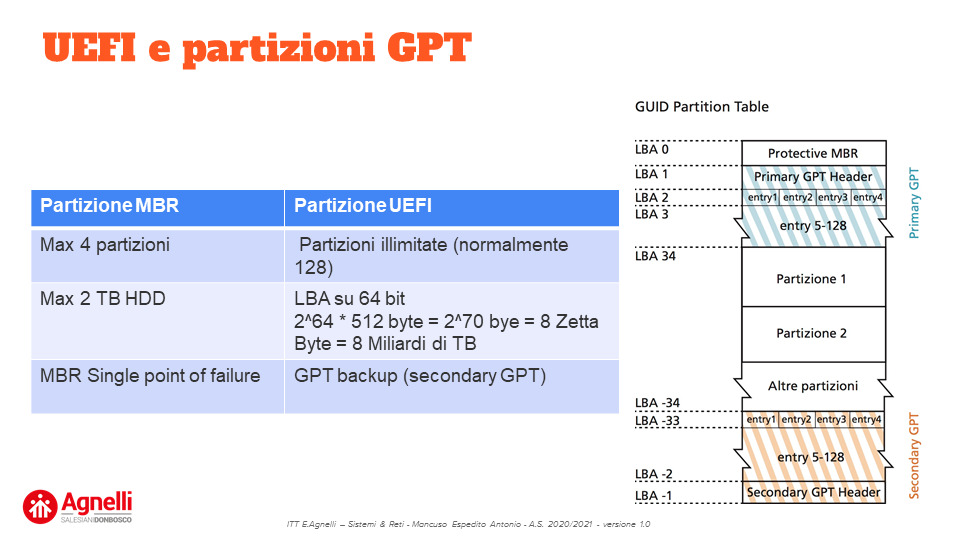 UEFI e partizioni GPT
Partizione MBR
Partizione UEFI
Max 4 partizioni
Partizioni illimitate (normalmente
128)
Max 2 TB HDD
LBA su 64 bit
2^64 * 512 byte = 2^70 bye = 8 Zetta
Byte = 8 Miliardi di TB
MBR Single point of failure
GPT backup (secondary GPT)
GUID Partition Table
LBA 0
Protective MBR
LBA 1
Primary GPT Header
LBA 2
entry1 entry2 entry3 entry4
LBA 3
entry 5-128
Primary GPT
LBA 34
Partizione 1
Partizione 2
Altre partizioni
LBA -34
entry1 entry2 entry3 entry4
LBA -33
entry 5-128
LBA -2
Secondary GPT Header
LBA -1
Secondary GPT
Agnelli
SALESIANI DONBOSCO
ITT E.Agnelli – Sistemi & Reti - Mancuso Espedito Antonio - A.S. 2020/2021 - versione 1.0